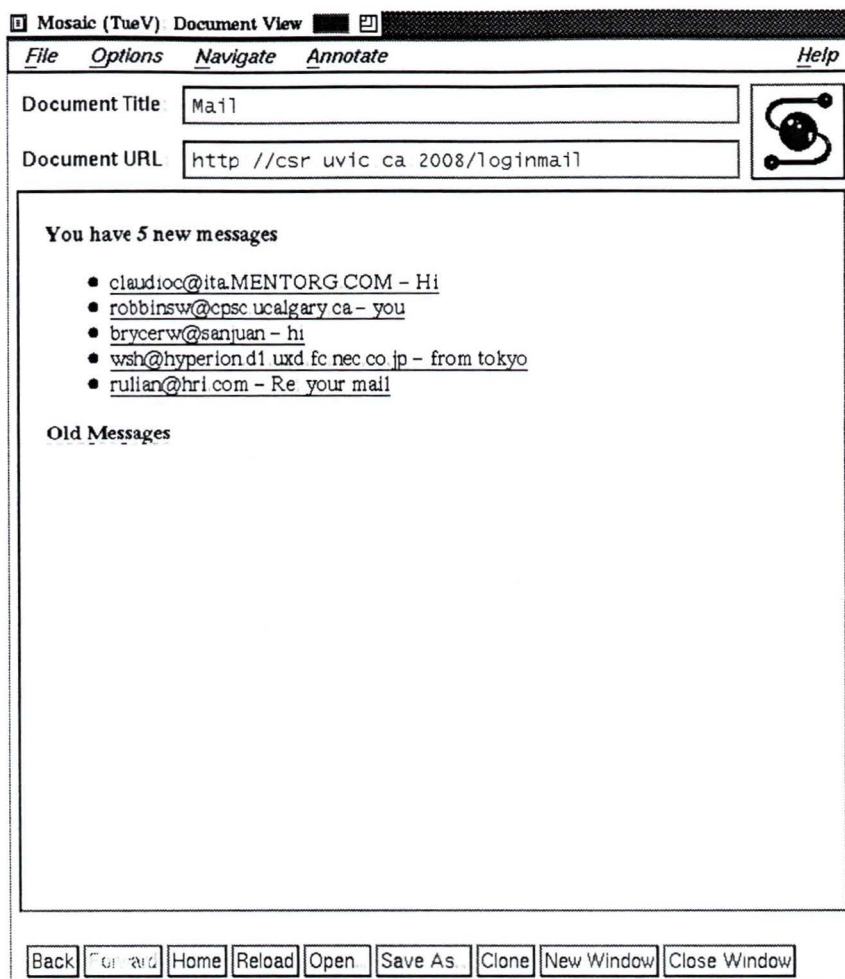 Mosaic (TueV) Document View
File Options Navigate Annotate Help
Document Title Mail
Document URL http //csr uvic ca 2008/loginmail
You have 5 new messages
• claudioc@ita.MENTORG.COM – Hi
• robbinsw@cpsc.ucalgary.ca – you
• brycerw@sanjuan – hi
• wsh@hyperion.d1.uxd.fc.nec.co.jp – from tokyo
• rulian@hri.com – Re your mail
Old Messages
Back Forward Home Reload Open.. Save As.. Clone New Window Close Window